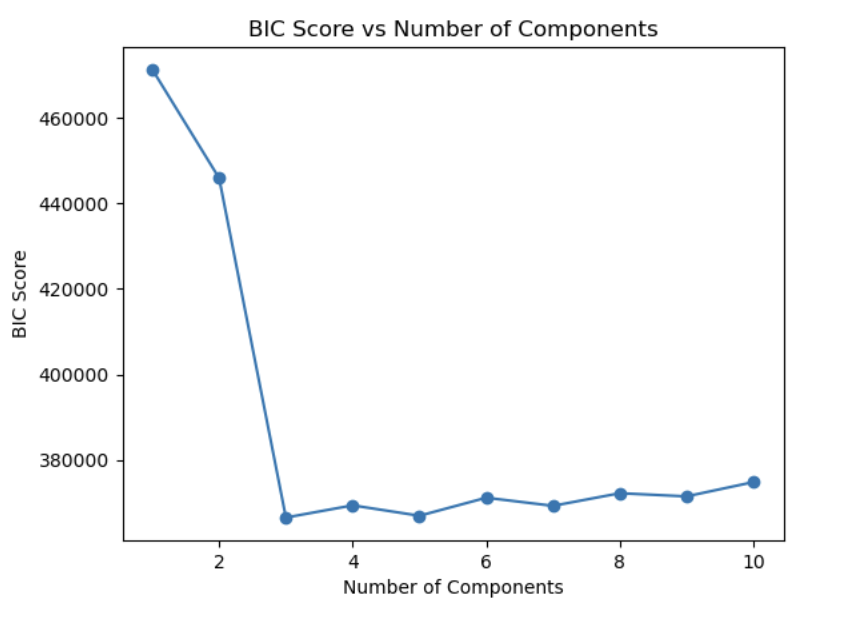 BIC Score vs Number of Components
460000
440000
420000
400000
380000
BIC Score
2 4 6 8 10
Number of Components